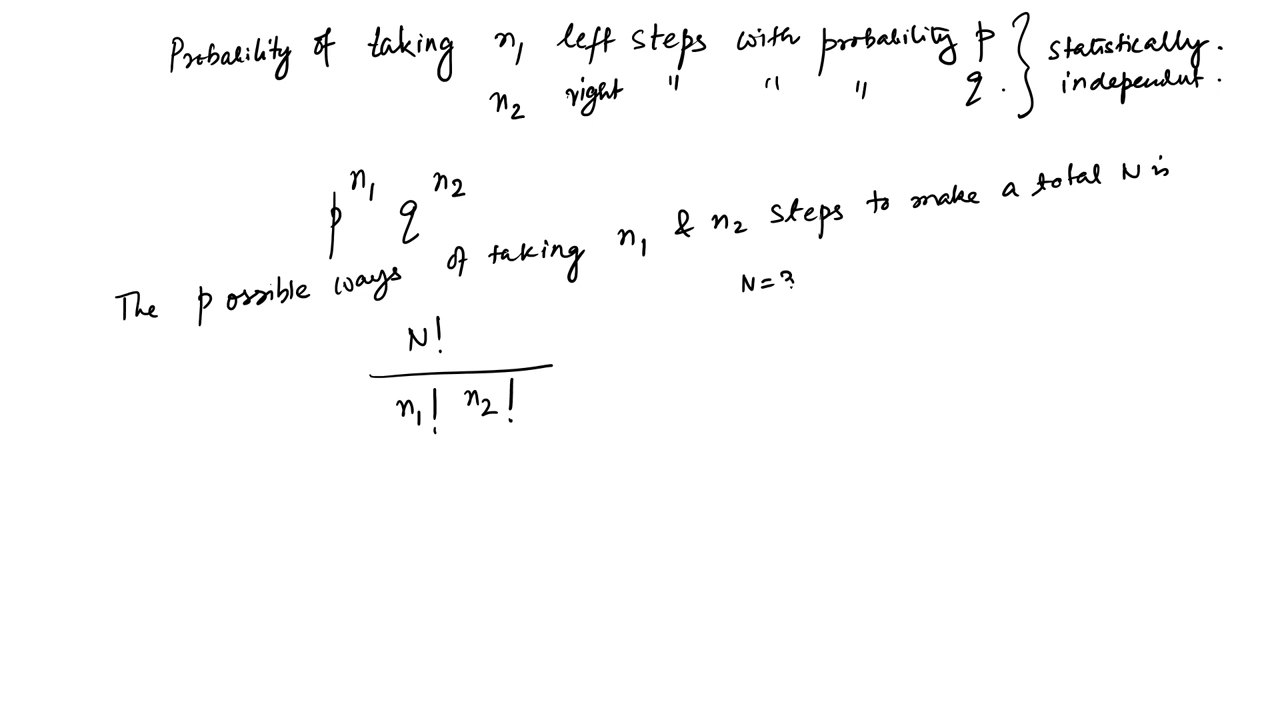 Probability of taking n₁ left steps with probability p } statistically.
n₂ right " " " q. } independent.
p^n₁ q^n₂
The possible ways of taking n₁ & n₂ steps to make a total N is
N = 3
N!
n₁! n₂!